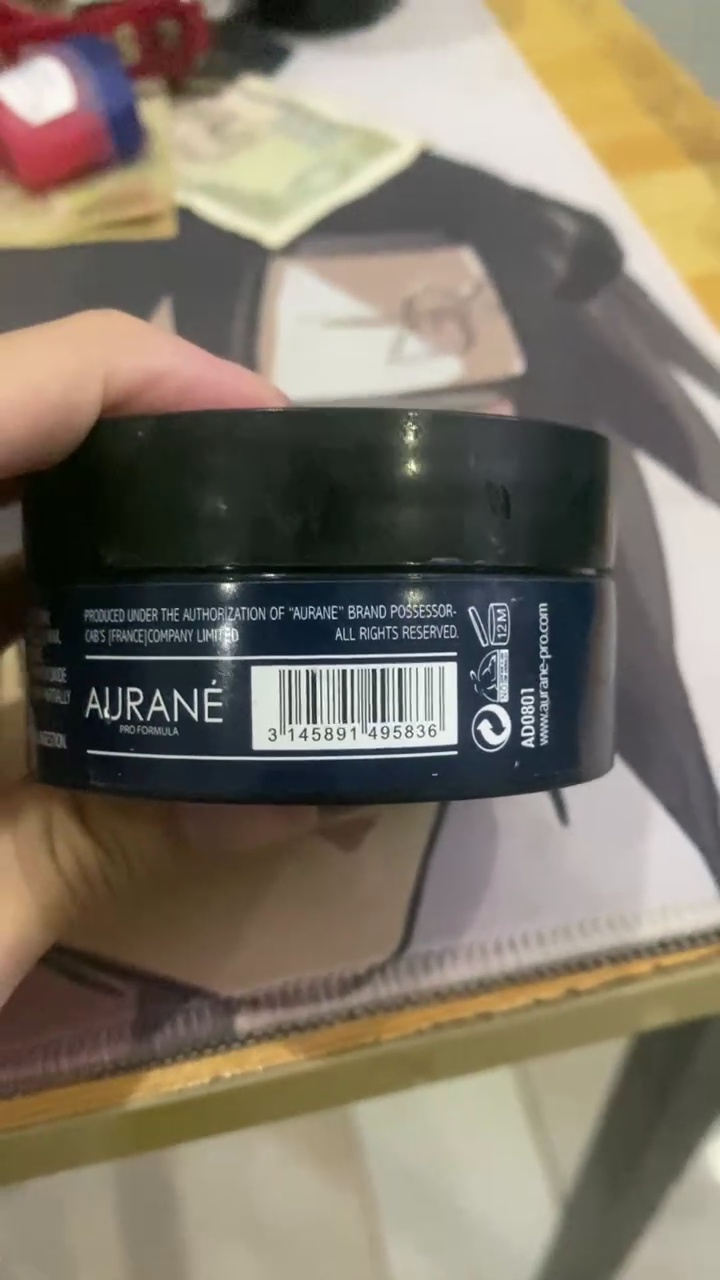 PRODUCED UNDER THE AUTHORIZATION OF "AURANE" BRAND POSSESSOR-
CAB'S [FRANCE]COMPANY LIMITED ALL RIGHTS RESERVED.
AURANÉ
PRO FORMULA
3 145891 495836
12M
AD0801
www.aurane-pro.com